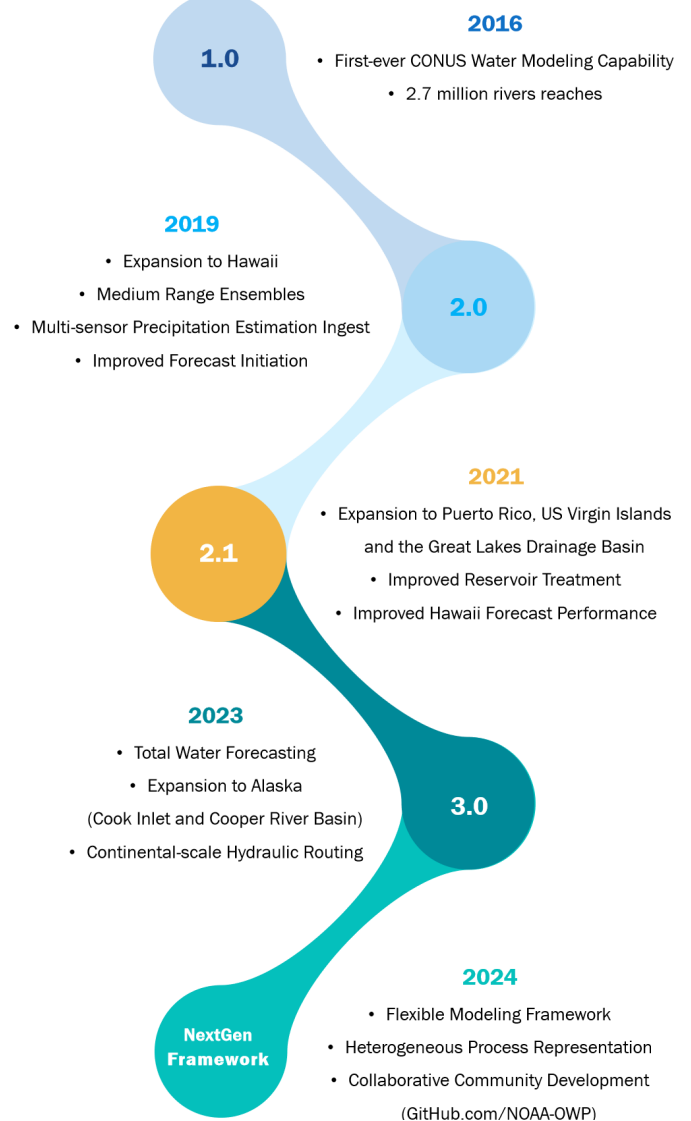 1.0
2016
• First-ever CONUS Water Modeling Capability
• 2.7 million rivers reaches
2019
• Expansion to Hawaii
• Medium Range Ensembles
• Multi-sensor Precipitation Estimation Ingest
• Improved Forecast Initiation
2.0
2021
• Expansion to Puerto Rico, US Virgin Islands
and the Great Lakes Drainage Basin
• Improved Reservoir Treatment
• Improved Hawaii Forecast Performance
2.1
2023
• Total Water Forecasting
• Expansion to Alaska
(Cook Inlet and Cooper River Basin)
• Continental-scale Hydraulic Routing
3.0
2024
• Flexible Modeling Framework
• Heterogeneous Process Representation
• Collaborative Community Development
(GitHub.com/NOAA-OWP)
NextGen
Framework